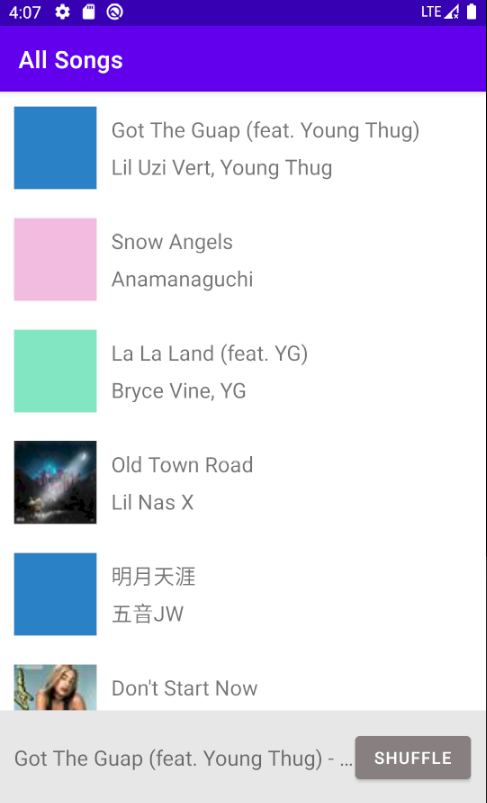 4:07 LTE
All Songs
Got The Guap (feat. Young Thug)
Lil Uzi Vert, Young Thug
Snow Angels
Anamanaguchi
La La Land (feat. YG)
Bryce Vine, YG
Old Town Road
Lil Nas X
明月天涯
五音JW
Don't Start Now
Got The Guap (feat. Young Thug) - ... SHUFFLE